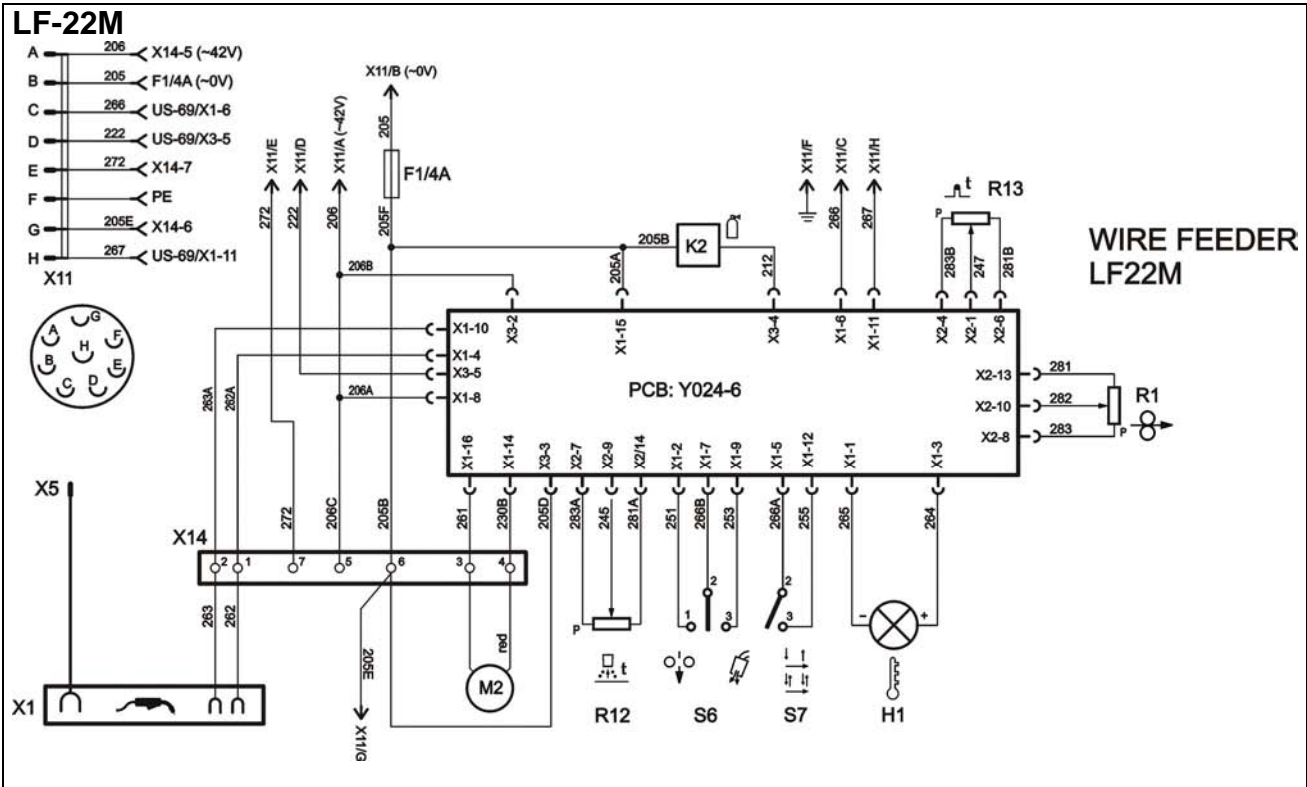 LF-22M
A 206 X14-5 (~42V)
B 205 F1/4A (~0V)
C 266 US-69/X1-6
D 222 US-69/X3-5
E 272 X14-7
F PE
G 205E X14-6
H 267 US-69/X1-11
X11
G
A F
H
B E
C D
X11/B (~0V)
X11/E
X11/D
X11/A (~42V)
205
F1/4A
272
222
206
205F
X11/F
X11/C
X11/H
266
267
t R13
P
283B
247
281B
WIRE FEEDER
LF22M
206B
205A
205B
K2
212
X1-10
X3-2
X1-15
X3-4
X1-6
X1-11
X2-4
X2-1
X2-6
X1-4
X3-5
206A
X1-8
263A
262A
PCB: Y024-6
X2-13 281
X2-10 282
X2-8 283
R1
P
X1-16
X1-14
X3-3
X2-7
X2-9
X2/14
X1-2
X1-7
X1-9
X1-5
X1-12
X1-1
X1-3
X5
272
206C
205B
261
230B
205D
283A
245
281A
251
266B
253
266A
255
265
264
X14
2 1 7 5 6 3 4
263
262
205E
red
P
t
R12
2
1 3
S6
2
3
S7
- +
H1
M2
X1
X11/G